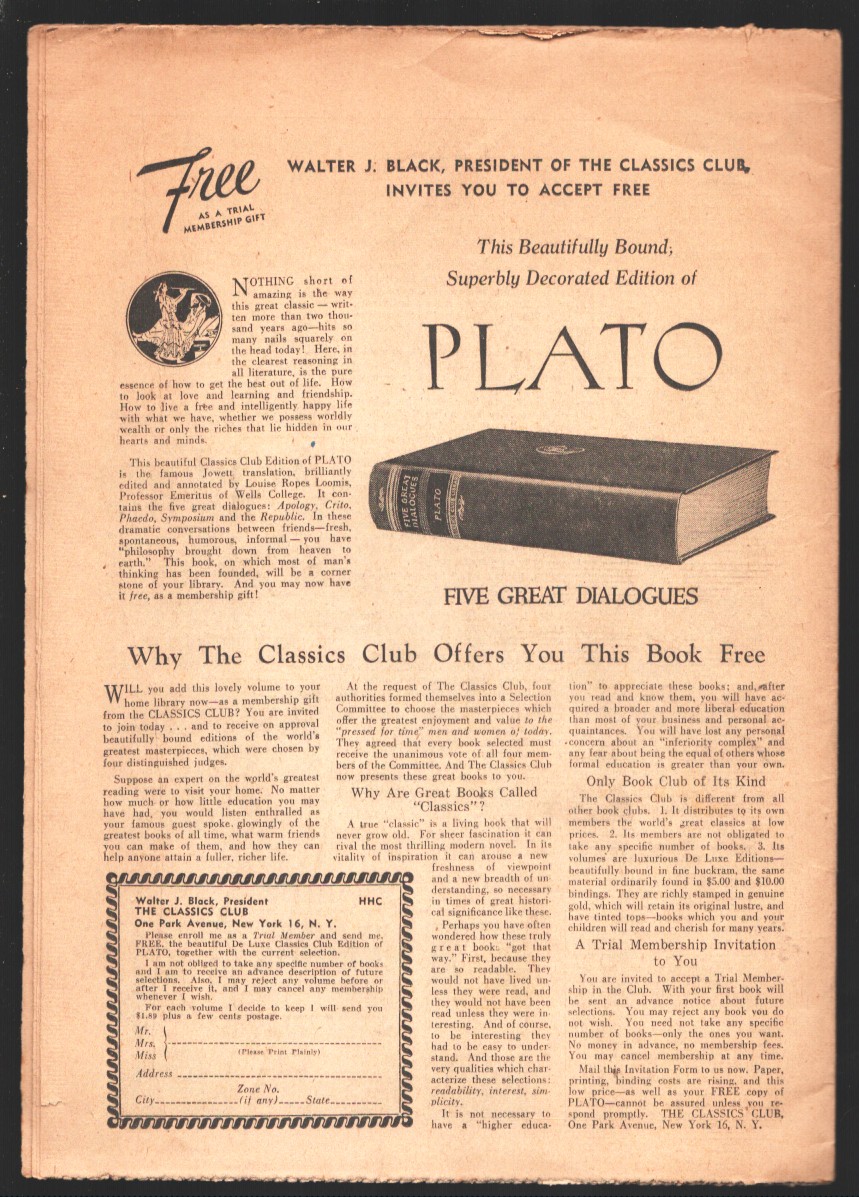 Free
AS A TRIAL
MEMBERSHIP GIFT
WALTER J. BLACK, PRESIDENT OF THE CLASSICS CLUB,
INVITES YOU TO ACCEPT FREE
This Beautifully Bound,
Superbly Decorated Edition of
PLATO
NOTHING short of
amazing is the way
this great classic — writ-
ten more than two thou-
sand years ago—hits so
many nails squarely on
the head today! Here, in
the clearest reasoning in
all literature, is the pure
essence of how to get the best out of life. How
to look at love and learning and friendship.
How to live a free and intelligently happy life
with what we have, whether we possess worldly
wealth or only the riches that lie hidden in our
hearts and minds.
This beautiful Classics Club Edition of PLATO
is the famous Jowett translation, brilliantly
edited and annotated by Louise Ropes Loomis,
Professor Emeritus of Wells College. It con-
tains the five great dialogues: Apology, Crito,
Phaedo, Symposium and the Republic. In these
dramatic conversations between friends—fresh,
spontaneous, humorous, informal — you have
"philosophy brought down from heaven to
earth." This book, on which most of man's
thinking has been founded, will be a corner
stone of your library. And you may now have
it free, as a membership gift!
FIVE GREAT
DIALOGUES
PLATO
FIVE GREAT DIALOGUES
Why The Classics Club Offers You This Book Free
WILL you add this lovely volume to your
home library now—as a membership gift
from the CLASSICS CLUB? You are invited
to join today . . . and to receive on approval
beautifully bound editions of the world's
greatest masterpieces, which were chosen by
four distinguished judges.
Suppose an expert on the world's greatest
reading were to visit your home. No matter
how much or how little education you may
have had, you would listen enthralled as
your famous guest spoke glowingly of the
greatest books of all time, what warm friends
you can make of them, and how they can
help anyone attain a fuller, richer life.
At the request of The Classics Club, four
authorities formed themselves into a Selection
Committee to choose the masterpieces which
offer the greatest enjoyment and value to the
"pressed for time" men and women of today.
They agreed that every book selected must
receive the unanimous vote of all four mem-
bers of the Committee. And The Classics Club
now presents these great books to you.
Why Are Great Books Called
"Classics"?
A true "classic" is a living book that will
never grow old. For sheer fascination it can
rival the most thrilling modern novel. In its
vitality of inspiration it can arouse a new
freshness of viewpoint
and a new breadth of un-
derstanding, so necessary
in times of great histori-
cal significance like these.
Perhaps you have often
wondered how these truly
great books "got that
way." First, because they
are so readable. They
would not have lived un-
less they were read, and
they would not have been
read unless they were in-
teresting. And of course,
to be interesting they
had to be easy to under-
stand. And those are the
very qualities which char-
acterize these selections:
readability, interest, sim-
plicity.
It is not necessary to
have a "higher educa-
tion" to appreciate these books; and, after
you read and know them, you will have ac-
quired a broader and more liberal education
than most of your business and personal ac-
quaintances. You will have lost any personal
concern about an "inferiority complex" and
any fear about being the equal of others whose
formal education is greater than your own.
Only Book Club of Its Kind
The Classics Club is different from all
other book clubs. 1. It distributes to its own
members the world's great classics at low
prices. 2. Its members are not obligated to
take any specific number of books. 3. Its
volumes are luxurious De Luxe Editions—
beautifully bound in fine buckram, the same
material ordinarily found in $5.00 and $10.00
bindings. They are richly stamped in genuine
gold, which will retain its original lustre, and
have tinted tops—books which you and your
children will read and cherish for many years.
A Trial Membership Invitation
to You
You are invited to accept a Trial Member-
ship in the Club. With your first book will
be sent an advance notice about future
selections. You may reject any book you do
not wish. You need not take any specific
number of books—only the ones you want.
No money in advance, no membership fees.
You may cancel membership at any time.
Mail this Invitation Form to us now. Paper,
printing, binding costs are rising, and this
low price—as well as your FREE copy of
PLATO—cannot be assured unless you re-
spond promptly. THE CLASSICS CLUB,
One Park Avenue, New York 16, N. Y.
Walter J. Black, President HHC
THE CLASSICS CLUB
One Park Avenue, New York 16, N. Y.
Please enroll me as a Trial Member and send me,
FREE, the beautiful De Luxe Classics Club Edition of
PLATO, together with the current selection.
I am not obliged to take any specific number of books
and I am to receive an advance description of future
selections. Also, I may reject any volume before or
after I receive it, and I may cancel any membership
whenever I wish.
For each volume I decide to keep I will send you
$1.89 plus a few cents postage.
Mr.
Mrs.
Miss
(Please Print Plainly)
Address
Zone No.
City (if any) State